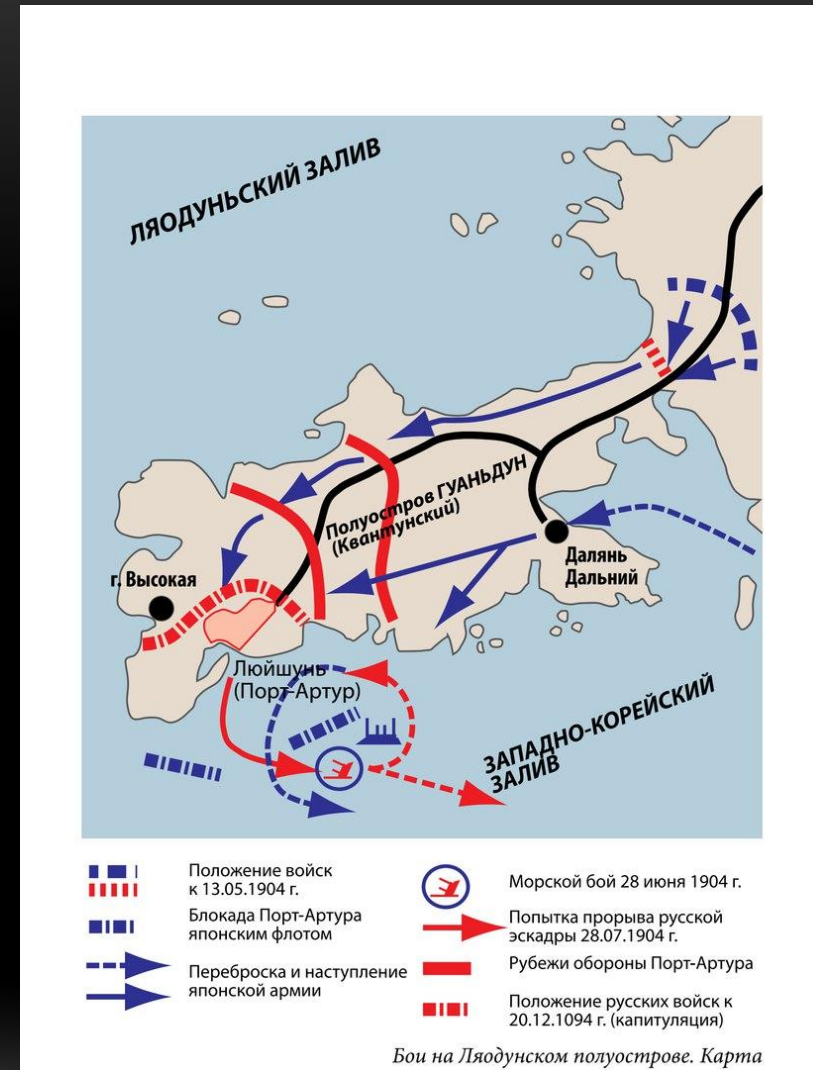 ЛЯОДУНЬСКИЙ ЗАЛИВ
Полуостров ГУАНЬДУН
(Квантунский)
Далянь
Дальний
г. Высокая
Люйшунь
(Порт-Артур)
ЗАПАДНО-КОРЕЙСКИЙ
ЗАЛИВ
Положение войск
к 13.05.1904 г.
Блокада Порт-Артура
японским флотом
Переброска и наступление
японской армии
Морской бой 28 июня 1904 г.
Попытка прорыва русской
эскадры 28.07.1904 г.
Рубежи обороны Порт-Артура
Положение русских войск к
20.12.1094 г. (капитуляция)
Бои на Ляодунском полуострове. Карта